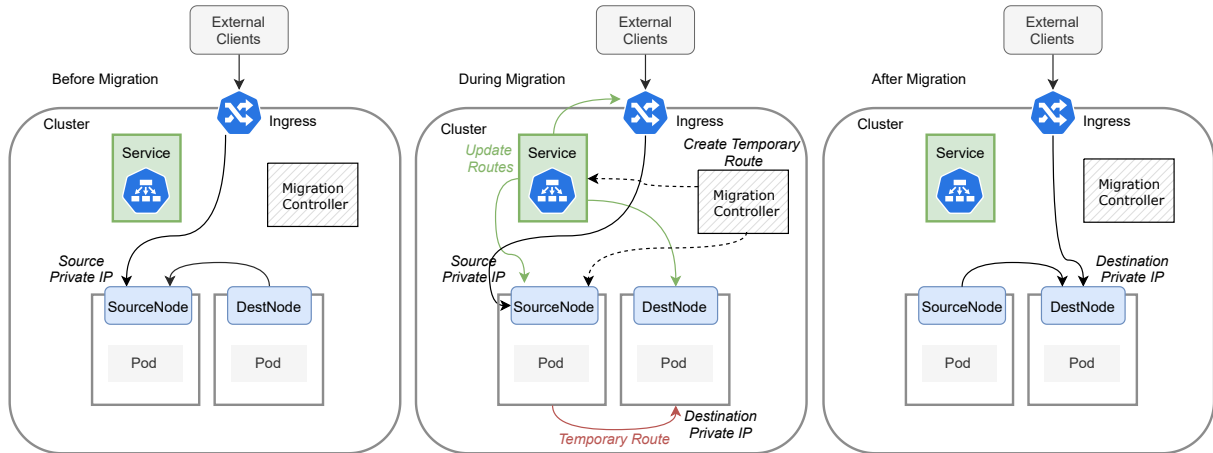 External
Clients
Before Migration
Cluster
Ingress
Service
Migration
Controller
Source
Private IP
SourceNode
DestNode
Pod
Pod
External
Clients
During Migration
Cluster
Ingress
Update
Routes
Service
Create Temporary
Route
Migration
Controller
Source
Private IP
SourceNode
DestNode
Pod
Pod
Temporary Route
Destination
Private IP
External
Clients
After Migration
Cluster
Ingress
Service
Migration
Controller
Destination
Private IP
SourceNode
DestNode
Pod
Pod